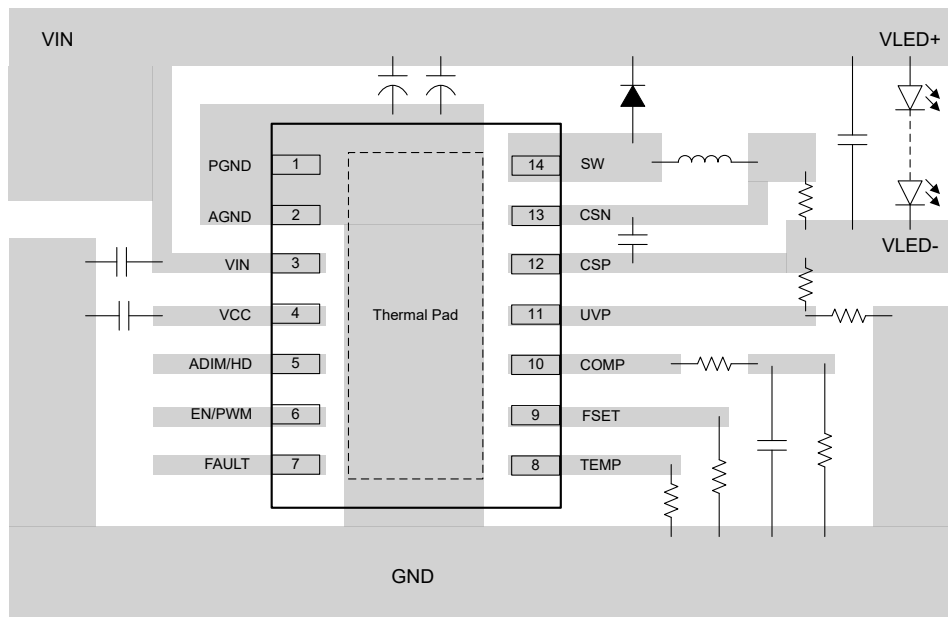 VIN VLED+
PGND 1 14 SW
AGND 2 13 CSN
VLED-
VIN 3 12 CSP
VCC 4 Thermal Pad 11 UVP
ADIM/HD 5 10 COMP
EN/PWM 6 9 FSET
FAULT 7 8 TEMP
GND